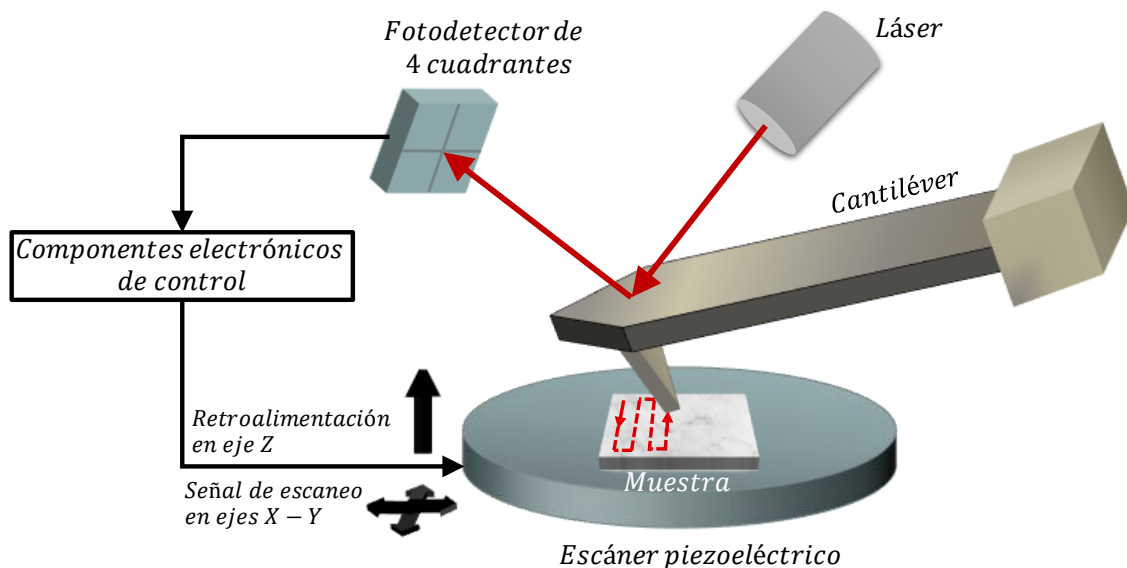 Fotodetector de
4 cuadrantes
Láser
Cantiléver
Componentes electrónicos
de control
Retroalimentación
en eje Z
Señal de escaneo
en ejes X − Y
Muestra
Escáner piezoeléctrico